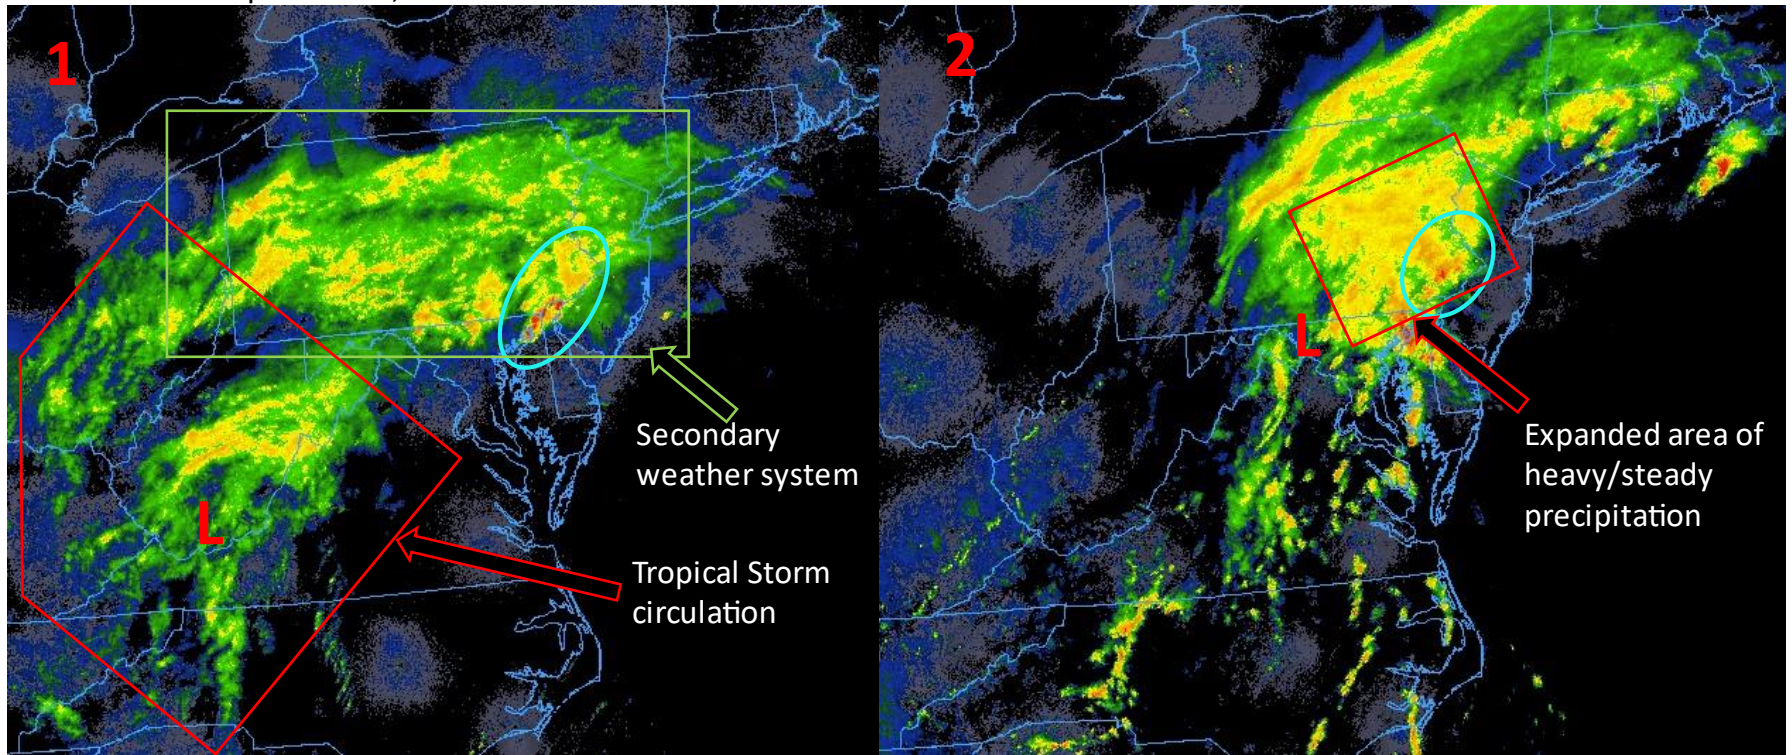 1
2
L
L
Secondary
weather system
Tropical Storm
circulation
Expanded area of
heavy/steady
precipitation